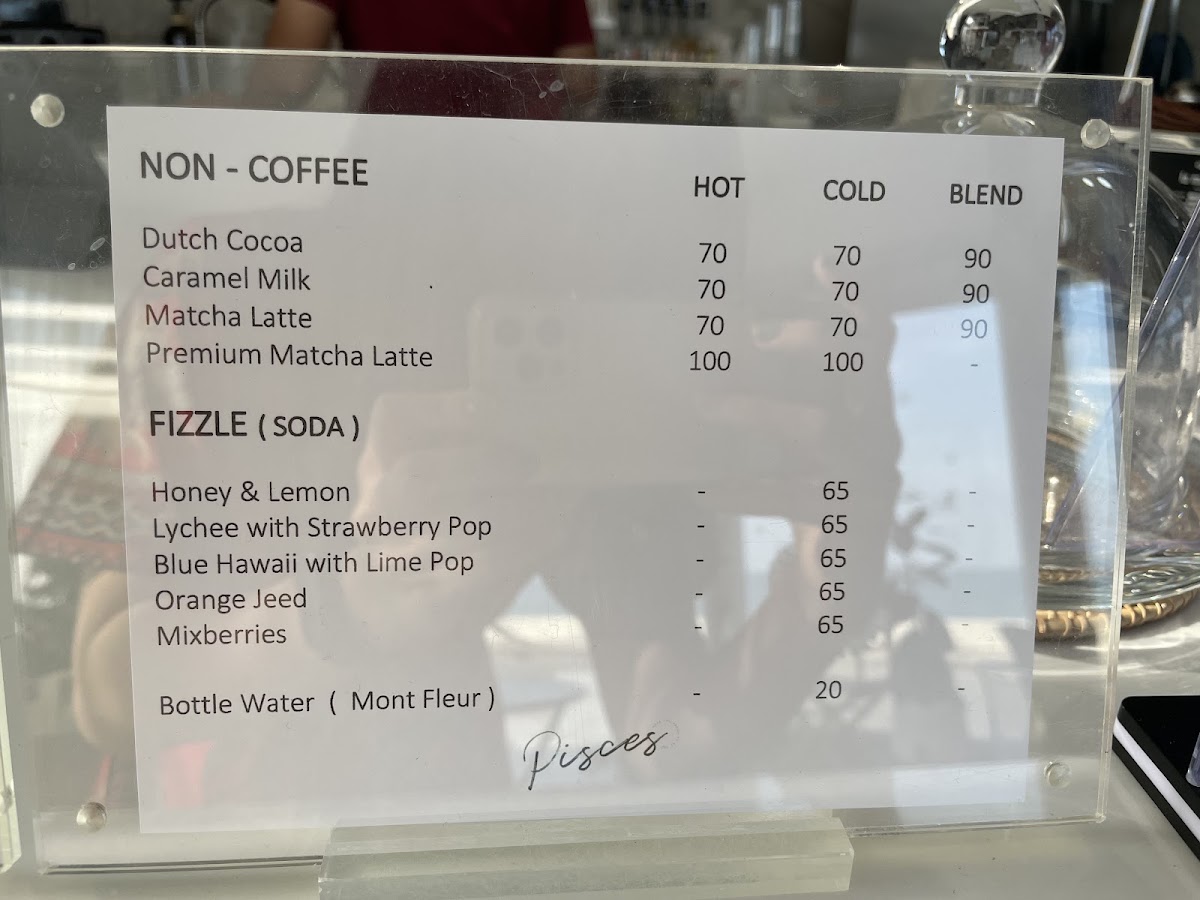 NON - COFFEE HOT COLD BLEND
Dutch Cocoa 70 70 90
Caramel Milk 70 70 90
Matcha Latte 70 70 90
Premium Matcha Latte 100 100 -
FIZZLE ( SODA )
Honey & Lemon - 65 -
Lychee with Strawberry Pop - 65 -
Blue Hawaii with Lime Pop - 65 -
Orange Jeed - 65 -
Mixberries - 65 -
Bottle Water ( Mont Fleur ) - 20 -
Pisces